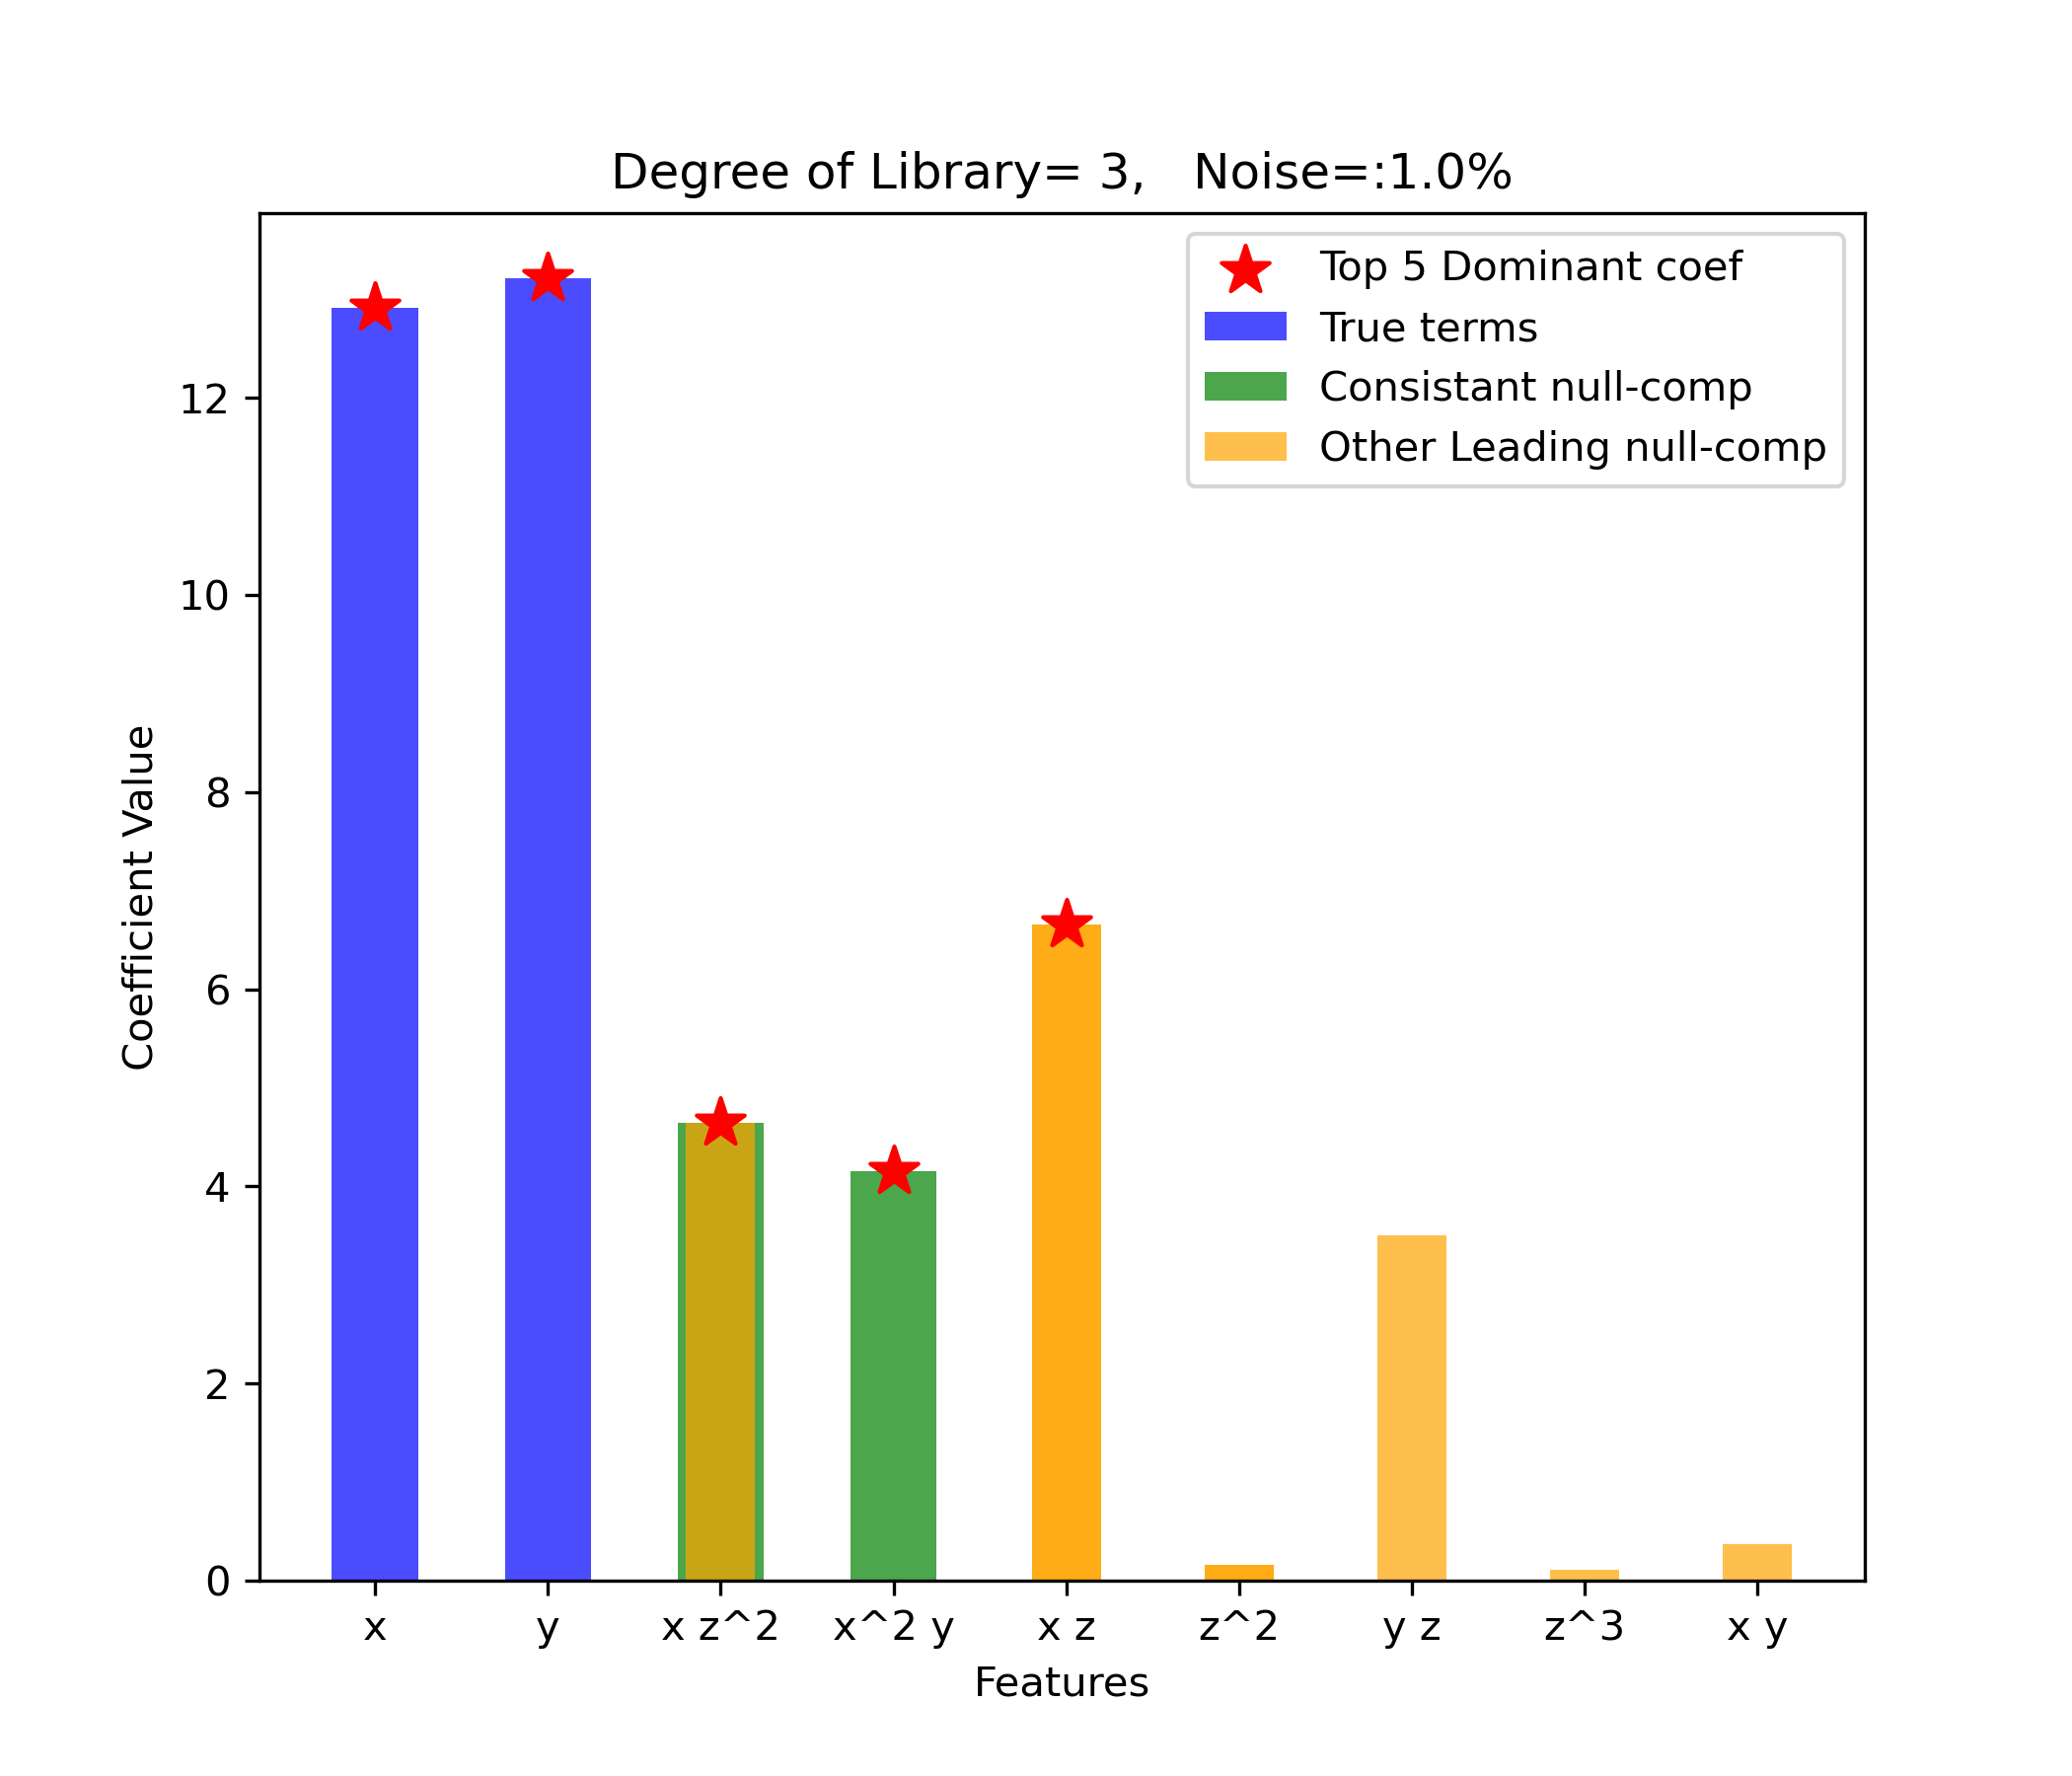 Degree of Library= 3,   Noise=:1.0%
Top 5 Dominant coef
True terms
Consistant null-comp
Other Leading null-comp
12
10
8
6
4
2
0
Coefficient Value
x y x z^2 x^2 y x z z^2 y z z^3 x y
Features